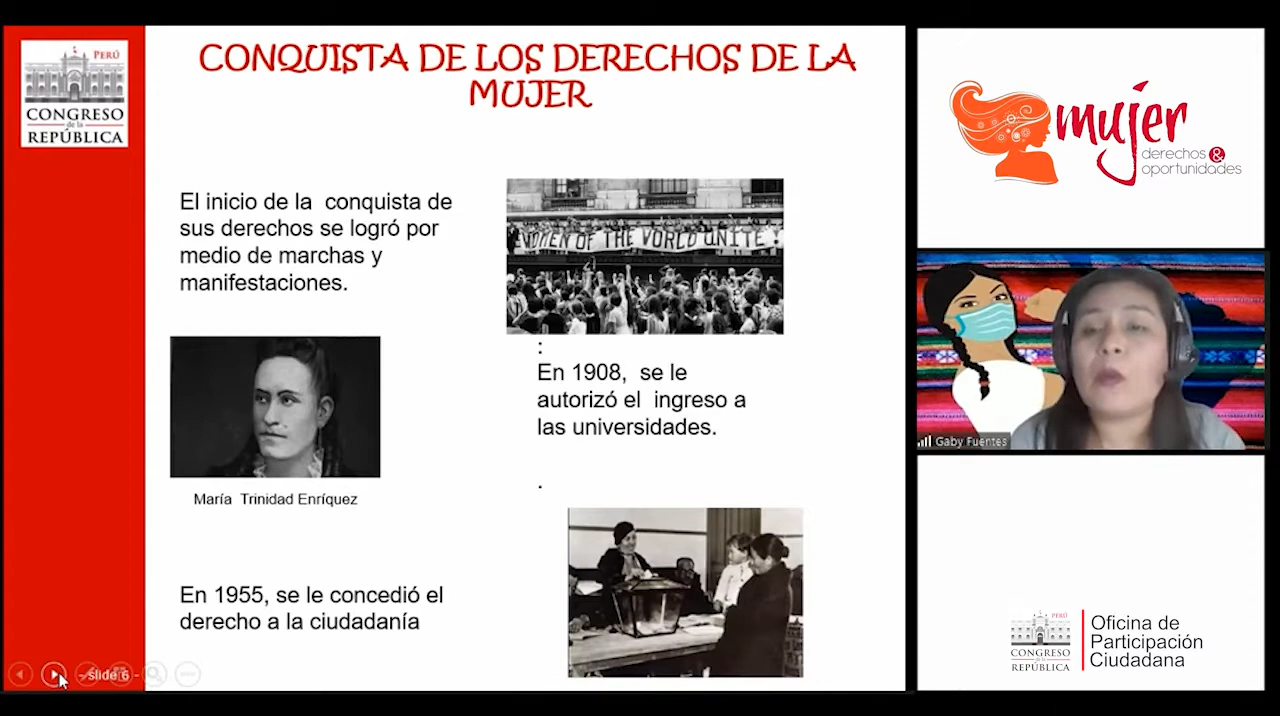 CONQUISTA DE LOS DERECHOS DE LA
MUJER
PERÚ
CONGRESO
de la
REPÚBLICA
El inicio de la conquista de
sus derechos se logró por
medio de marchas y
manifestaciones.
WOMEN OF THE WORLD UNITE!
:
En 1908, se le
autorizó el ingreso a
las universidades.
.
María Trinidad Enríquez
En 1955, se le concedió el
derecho a la ciudadanía
- slide 6 -
mujer
derechos &
oportunidades
Gaby Fuentes
PERÚ
CONGRESO
de la
REPÚBLICA
Oficina de
Participación
Ciudadana